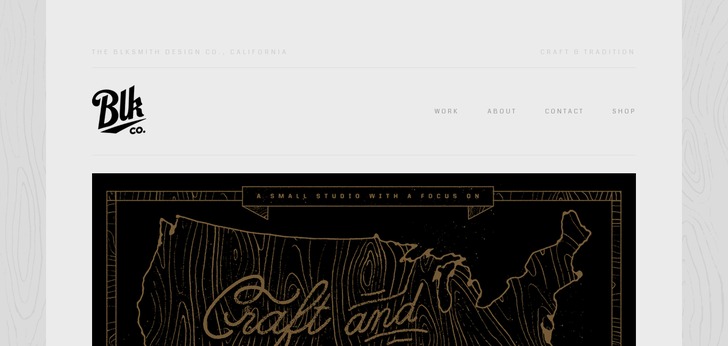 THE BLKSMITH DESIGN CO., CALIFORNIA
CRAFT & TRADITION
Blk
CO.
WORK ABOUT CONTACT SHOP
A SMALL STUDIO WITH A FOCUS ON
Craft and